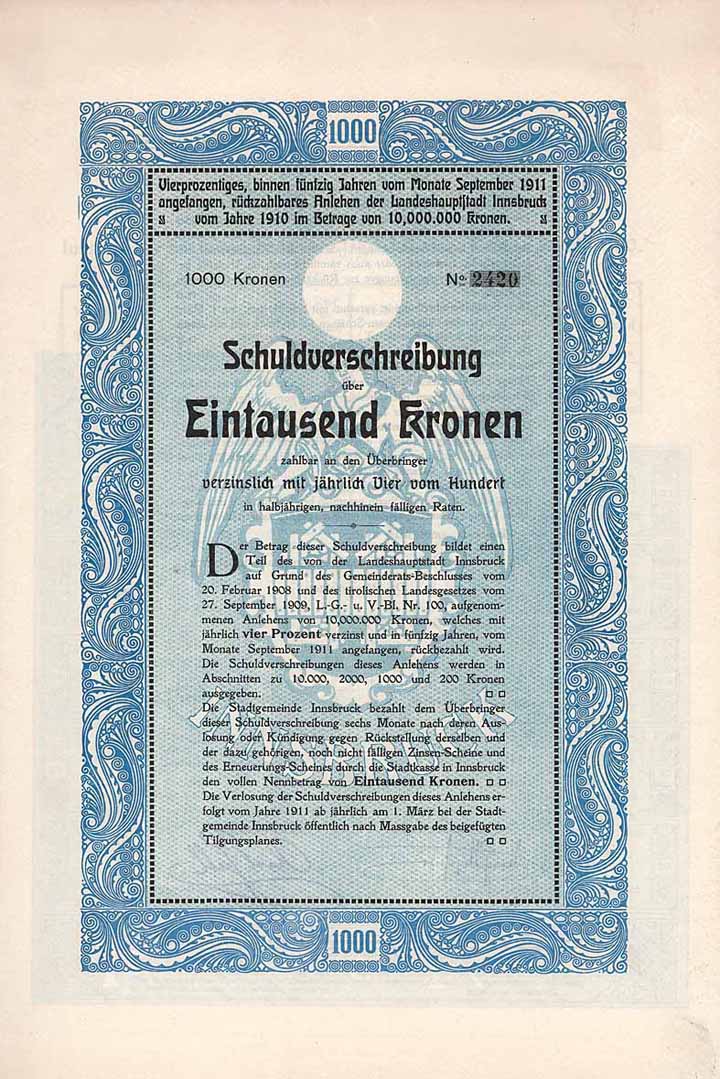 1000
Vierprozentiges, binnen fünfzig Jahren vom Monate September 1911
angefangen, rückzahlbares Anlehen der Landeshauptstadt Innsbruck
vom Jahre 1910 im Betrage von 10,000.000 Kronen.
1000 Kronen No. 2420
Schuldverschreibung
über
Eintausend Kronen
zahlbar an den Überbringer
verzinslich mit jährlich Vier vom Hundert
in halbjährigen, nachhinein fälligen Raten.
Der Betrag dieser Schuldverschreibung bildet einen
Teil des von der Landeshauptstadt Innsbruck
auf Grund des Gemeinderats-Beschlusses vom
20. Februar 1908 und des tirolischen Landesgesetzes vom
27. September 1909, L.-G.- u. V.-Bl. Nr. 100, aufgenom-
menen Anlehens von 10,000.000 Kronen, welches mit
jährlich vier Prozent verzinst und in fünfzig Jahren, vom
Monate September 1911 angefangen, rückbezahlt wird.
Die Schuldverschreibungen dieses Anlehens werden in
Abschnitten zu 10.000, 2000, 1000 und 200 Kronen
ausgegeben.
Die Stadtgemeinde Innsbruck bezahlt dem Überbringer
dieser Schuldverschreibung sechs Monate nach deren Aus-
losung oder Kündigung gegen Rückstellung derselben und
der dazu gehörigen, noch nicht fälligen Zinsen-Scheine und
des Erneuerungs-Scheines durch die Stadtkasse in Innsbruck
den vollen Nennbetrag von Eintausend Kronen.
Die Verlosung der Schuldverschreibungen dieses Anlehens er-
folgt vom Jahre 1911 ab jährlich am 1. März bei der Stadt-
gemeinde Innsbruck öffentlich nach Massgabe des beigefügten
Tilgungsplanes.
1000